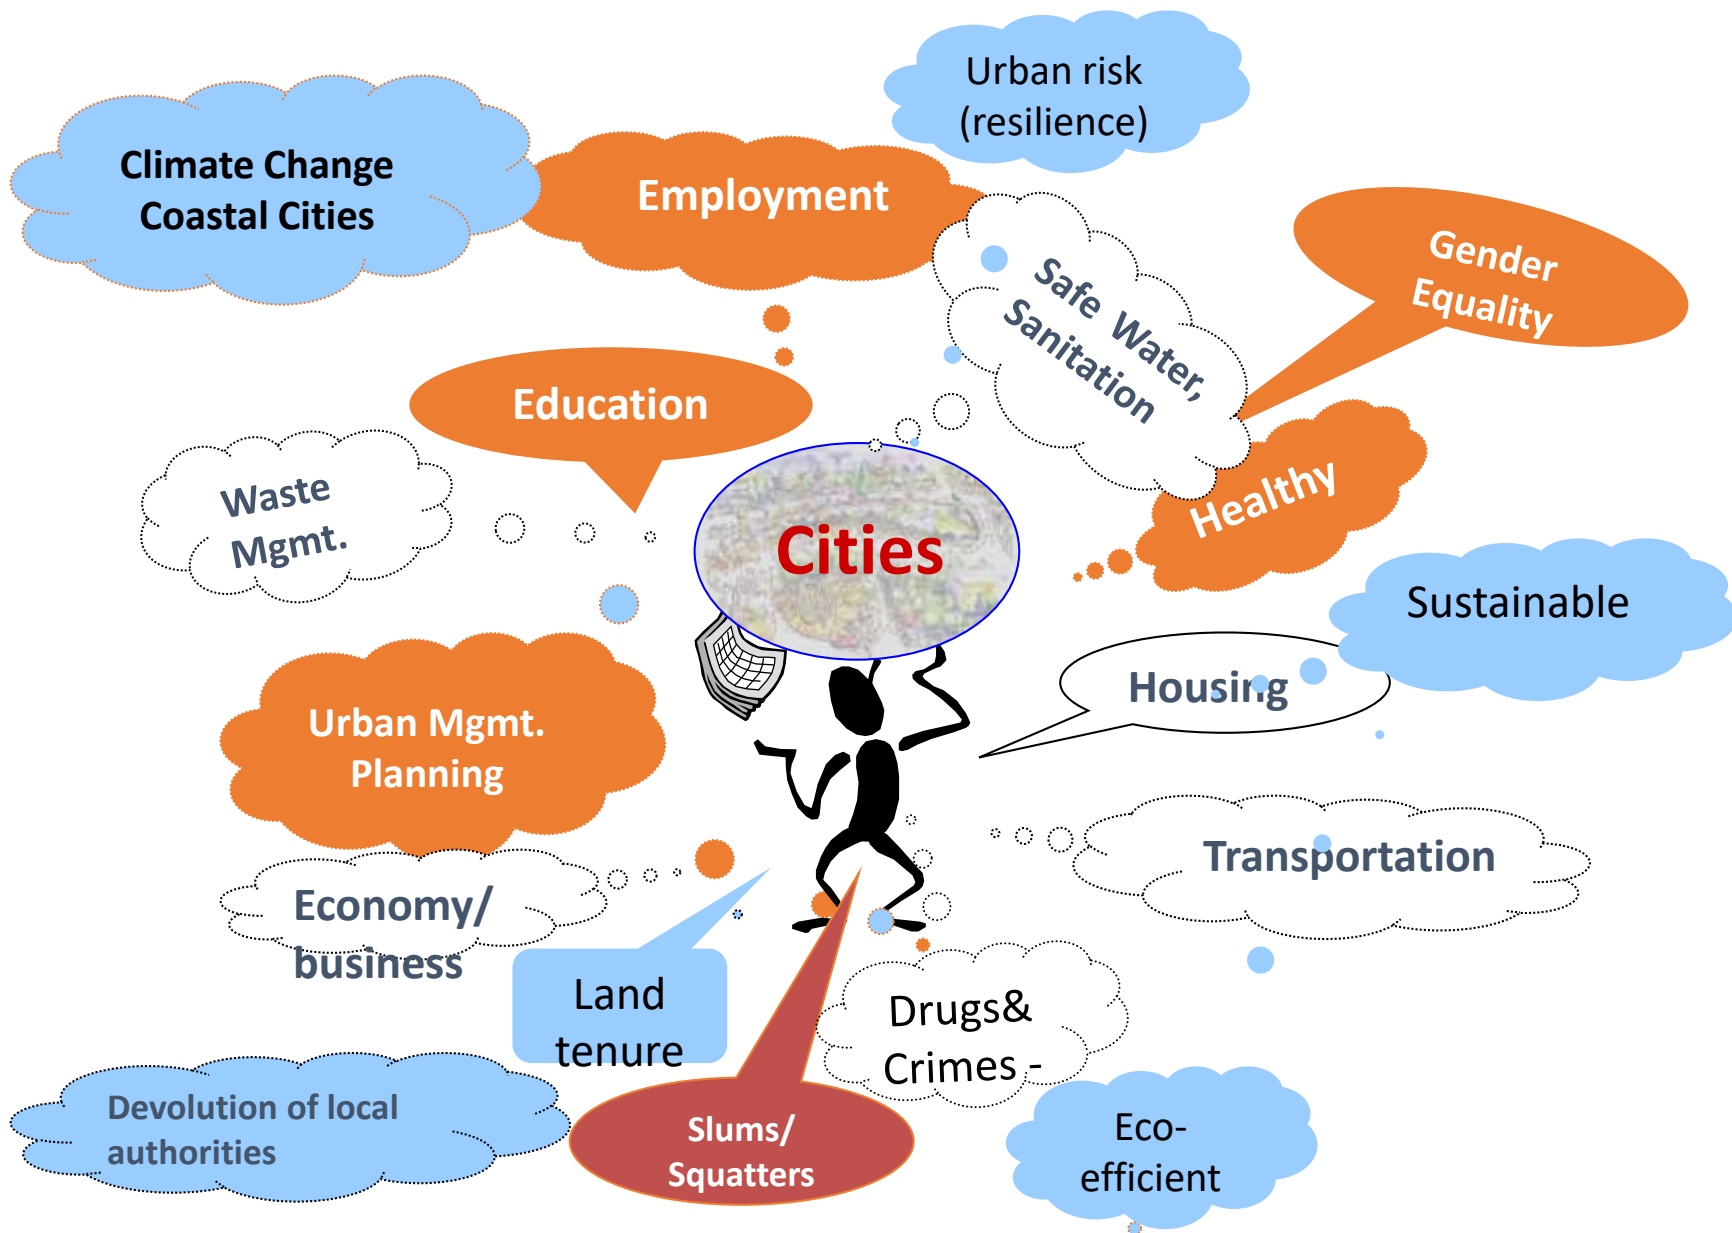 Urban risk
(resilience)
Climate Change
Coastal Cities
Employment
Gender
Equality
Safe Water,
Sanitation
Education
Waste
Mgmt.
Healthy
Cities
Sustainable
Housing
Urban Mgmt.
Planning
Transportation
Economy/
business
Land
tenure
Drugs&
Crimes -
Devolution of local
authorities
Slums/
Squatters
Eco-
efficient